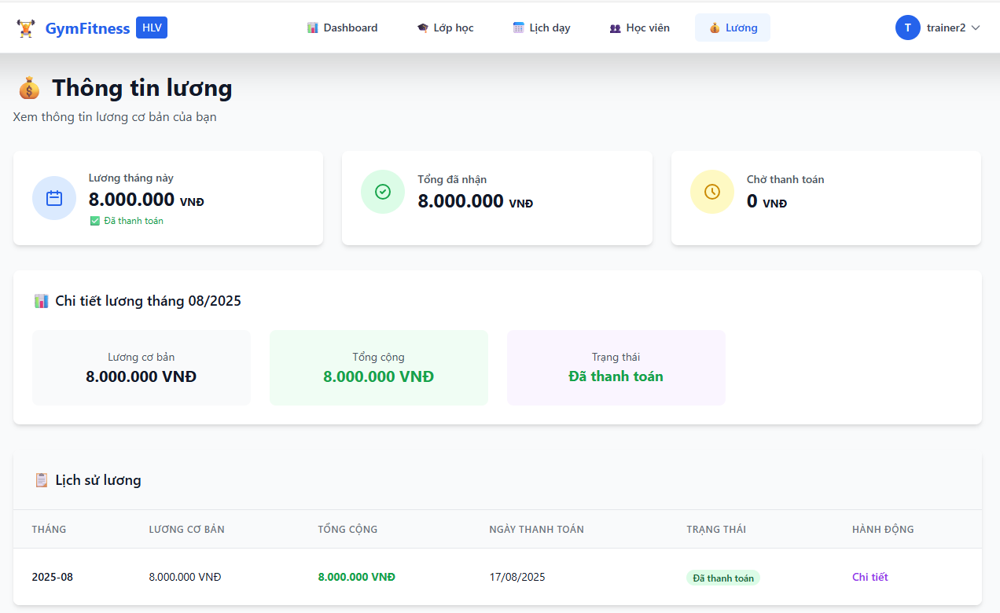 GymFitness HLV Dashboard Lớp học Lịch dạy Học viên Lương T trainer2
Thông tin lương
Xem thông tin lương cơ bản của bạn
Lương tháng này
8.000.000 VNĐ
Đã thanh toán
Tổng đã nhận
8.000.000 VNĐ
Chờ thanh toán
0 VNĐ
Chi tiết lương tháng 08/2025
Lương cơ bản
8.000.000 VNĐ
Tổng cộng
8.000.000 VNĐ
Trạng thái
Đã thanh toán
Lịch sử lương
THÁNG LƯƠNG CƠ BẢN TỔNG CỘNG NGÀY THANH TOÁN TRẠNG THÁI HÀNH ĐỘNG
2025-08 8.000.000 VNĐ 8.000.000 VNĐ 17/08/2025 Đã thanh toán Chi tiết